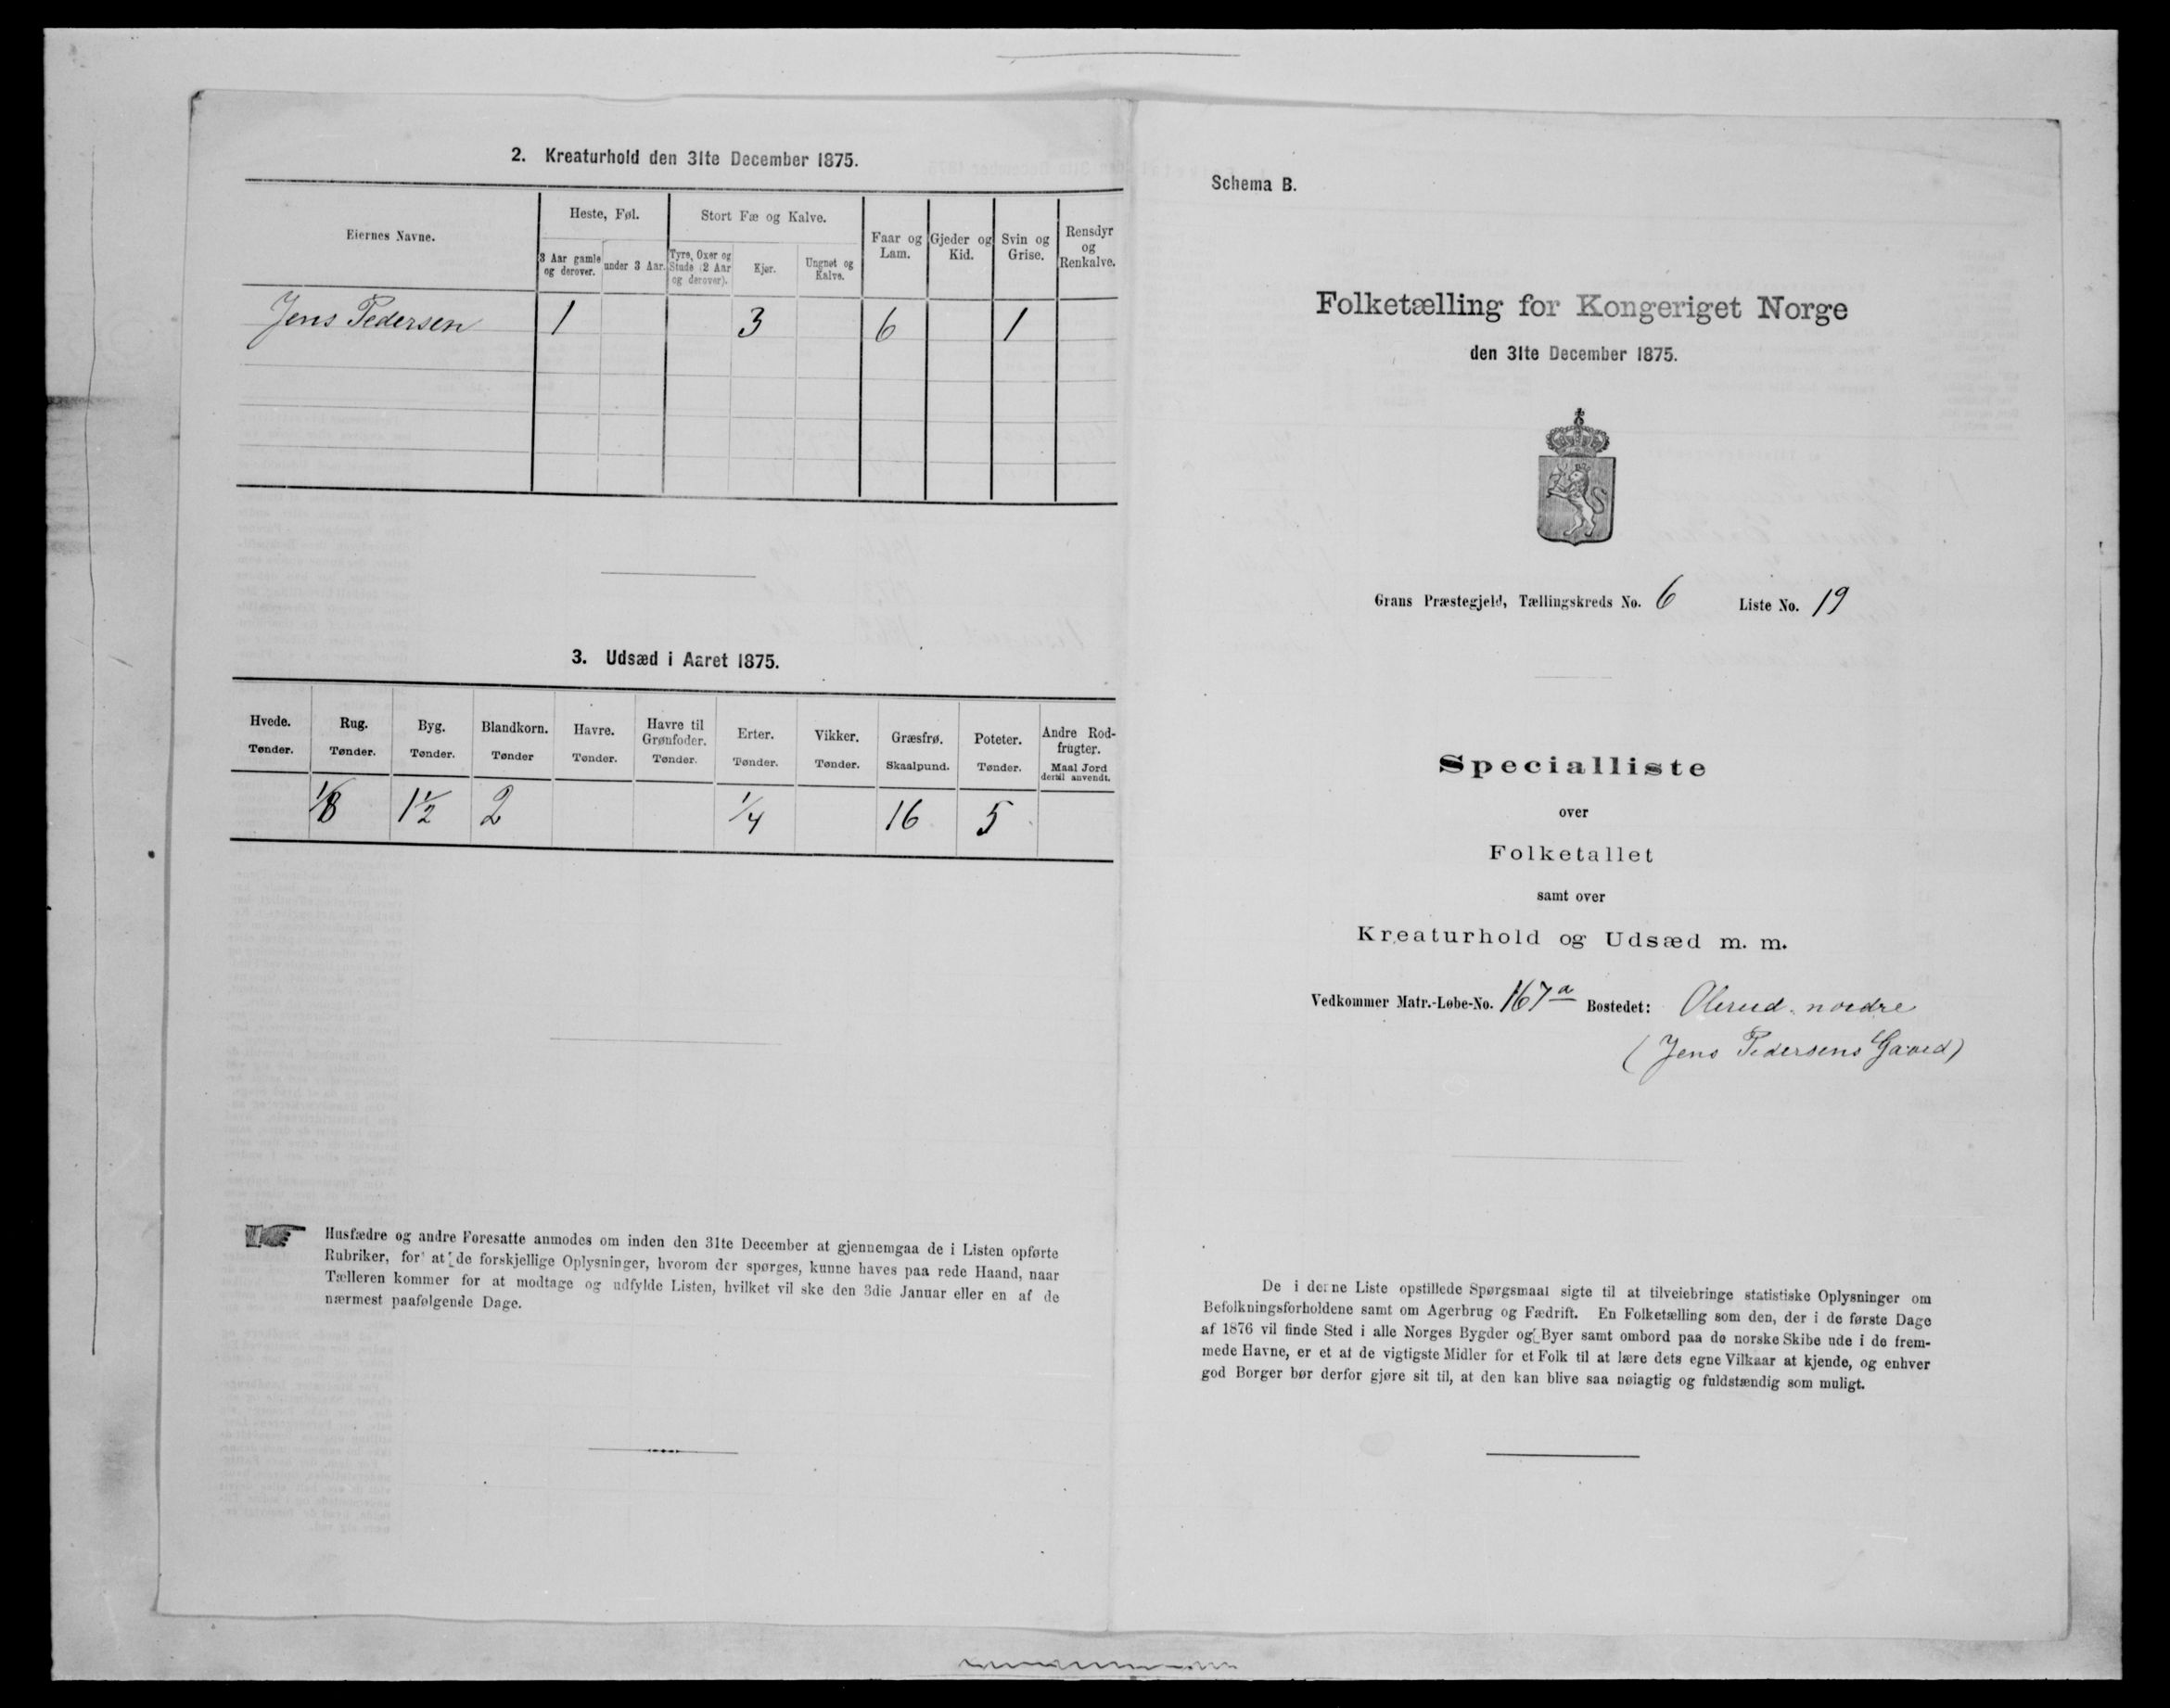 2. Kreaturhold den 31te December 1875.
Eiernes Navne.
Heste, Føl.
Stort Fæ og Kalve.
Faar og Lam.
Gjeder og Kid.
Svin og Grise.
Rensdyr og Renkalve.
3 Aar gamle og derover.
under 3 Aar.
Tyre, Oxer og Stude (2 Aar og derover).
Kjør.
Ungnøt og Kalve.
Jens Pedersen 1 3 6 1
3. Udsæd i Aaret 1875.
Hvede. Tønder.
Rug. Tønder.
Byg. Tønder.
Blandkorn. Tønder
Havre. Tønder.
Havre til Grønfoder. Tønder.
Erter. Tønder.
Vikker. Tønder.
Græsfrø. Skaalpund.
Poteter. Tønder.
Andre Rodfrugter. Maal Jord dertil anvendt.
1/8 1 1/2 2 1/4 16 5
Husfædre og andre Foresatte anmodes om inden den 31te December at gjennemgaa de i Listen opførte
Rubriker, for at de forskjellige Oplysninger, hvorom der spørges, kunne haves paa rede Haand, naar
Tælleren kommer for at modtage og udfylde Listen, hvilket vil ske den 3die Januar eller en af de
nærmest paafølgende Dage.
Schema B.
Folketælling for Kongeriget Norge
den 31te December 1875.
Grans Præstegjeld, Tællingskreds No. 6 Liste No. 19
Specialliste
over
Folketallet
samt over
Kreaturhold og Udsæd m. m.
Vedkommer Matr.-Løbe-No. 167a Bostedet: Olerud nordre
(Jens Pedersens Gaard)
De i denne Liste opstillede Spørgsmaal sigte til at tilveiebringe statistiske Oplysninger om
Befolkningsforholdene samt om Agerbrug og Fædrift. En Folketælling som den, der i de første Dage
af 1876 vil finde Sted i alle Norges Bygder og Byer samt ombord paa de norske Skibe ude i de frem-
mede Havne, er et af de vigtigste Midler for et Folk til at lære dets egne Vilkaar at kjende, og enhver
god Borger bør derfor gjøre sit til, at den kan blive saa nøiagtig og fuldstændig som muligt.